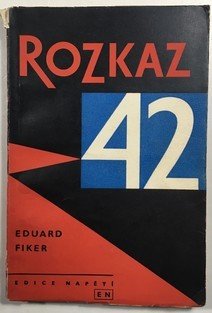 ROZKAZ
42
EDUARD
FIKER
EDICE NAPĚTÍ
EN